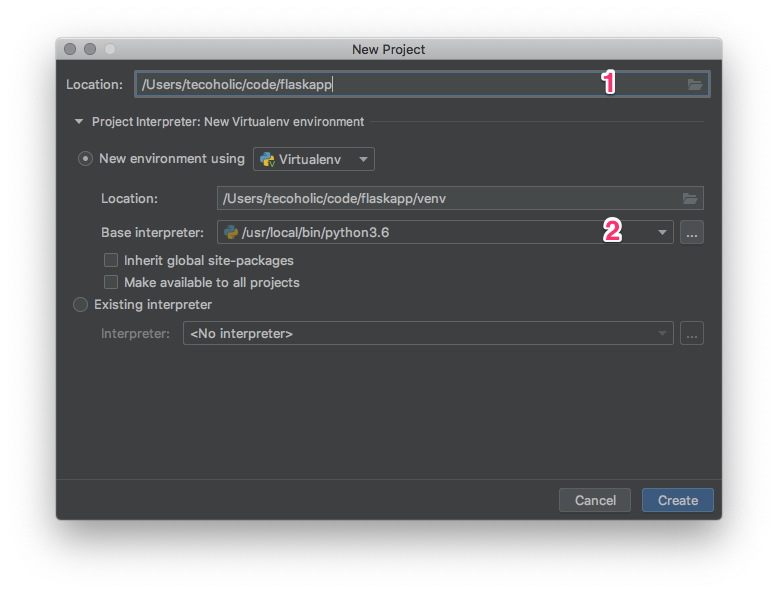 New Project
Location: /Users/tecoholic/code/flaskapp 1
Project Interpreter: New Virtualenv environment
New environment using Virtualenv
Location: /Users/tecoholic/code/flaskapp/venv
Base interpreter: /usr/local/bin/python3.6 2 ...
Inherit global site-packages
Make available to all projects
Existing interpreter
Interpreter: <No interpreter> ...
Cancel Create